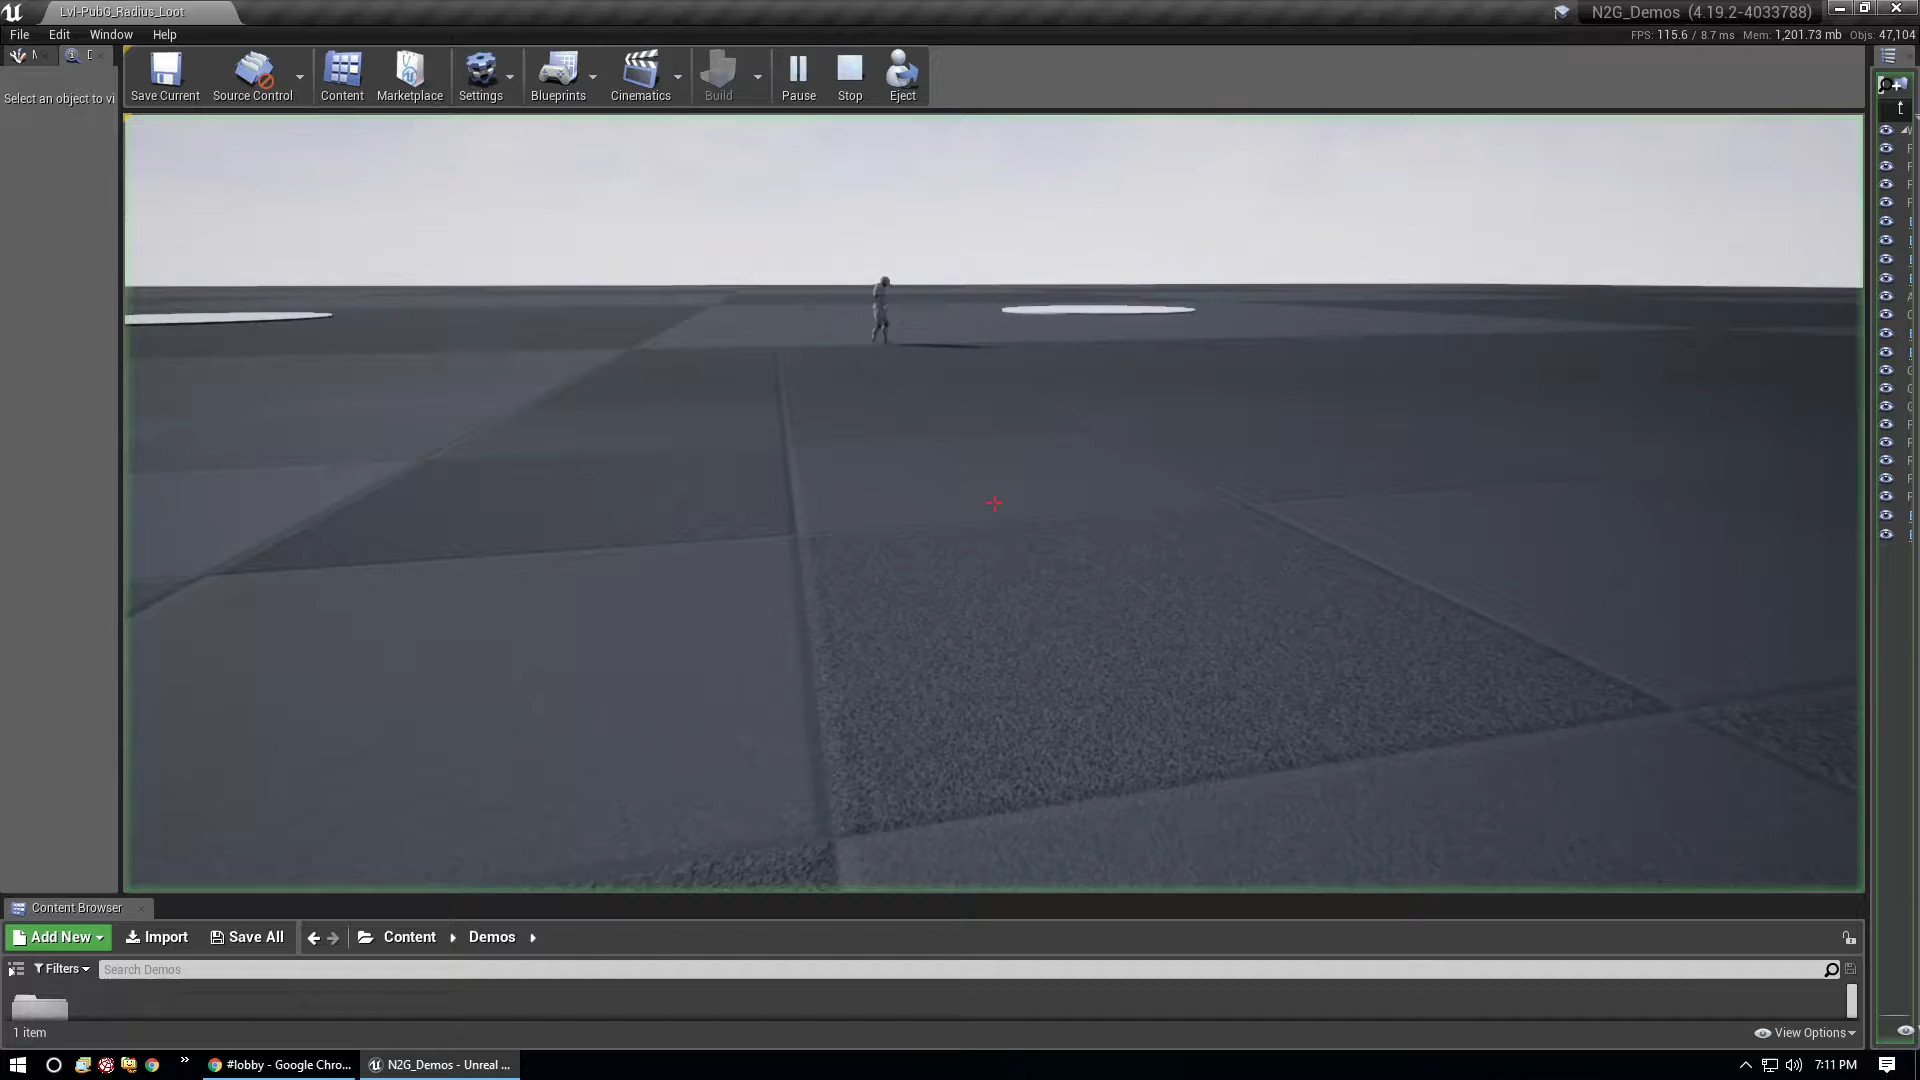 Lvl-PubG_Radius_Loot
N2G_Demos (4.19.2-4033788)
File Edit Window Help
FPS: 115.6 / 8.7 ms Mem: 1,201.73 mb Objs: 47,104
Select an object to vi
Save Current
Source Control
Content
Marketplace
Settings
Blueprints
Cinematics
Build
Pause
Stop
Eject
Content Browser
Add New Import Save All Content Demos
Filters Search Demos
1 item
View Options
#lobby - Google Chro...
N2G_Demos - Unreal ...
7:11 PM